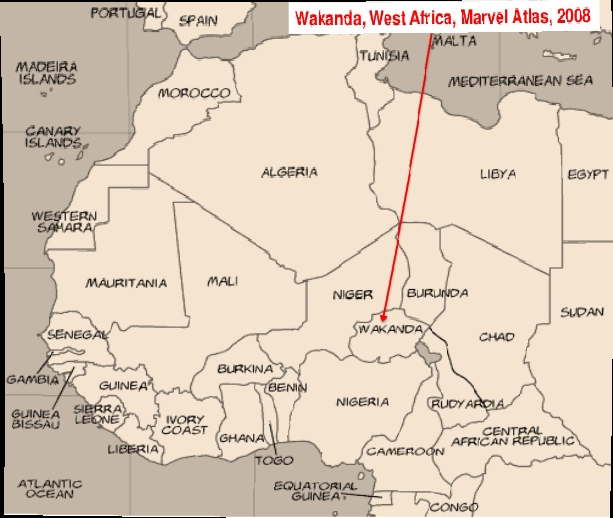 Wakanda, West Africa, Marvel Atlas, 2008
PORTUGAL
SPAIN
MALTA
TUNISIA
MADEIRA
ISLANDS
MEDITERRANEAN SEA
MOROCCO
CANARY
ISLANDS
ALGERIA
LIBYA
EGYPT
WESTERN
SAHARA
MAURITANIA
MALI
NIGER
BURUNDA
SUDAN
WAKANDA
SENEGAL
CHAD
GAMBIA
GUINEA
BURKINA
BENIN
NIGERIA
RUDYARDIA
GUINEA
BISSAU
SIERRA
LEONE
IVORY
COAST
GHANA
CENTRAL
AFRICAN REPUBLIC
LIBERIA
TOGO
CAMEROON
ATLANTIC
OCEAN
EQUATORIAL
GUINEA
CONGO